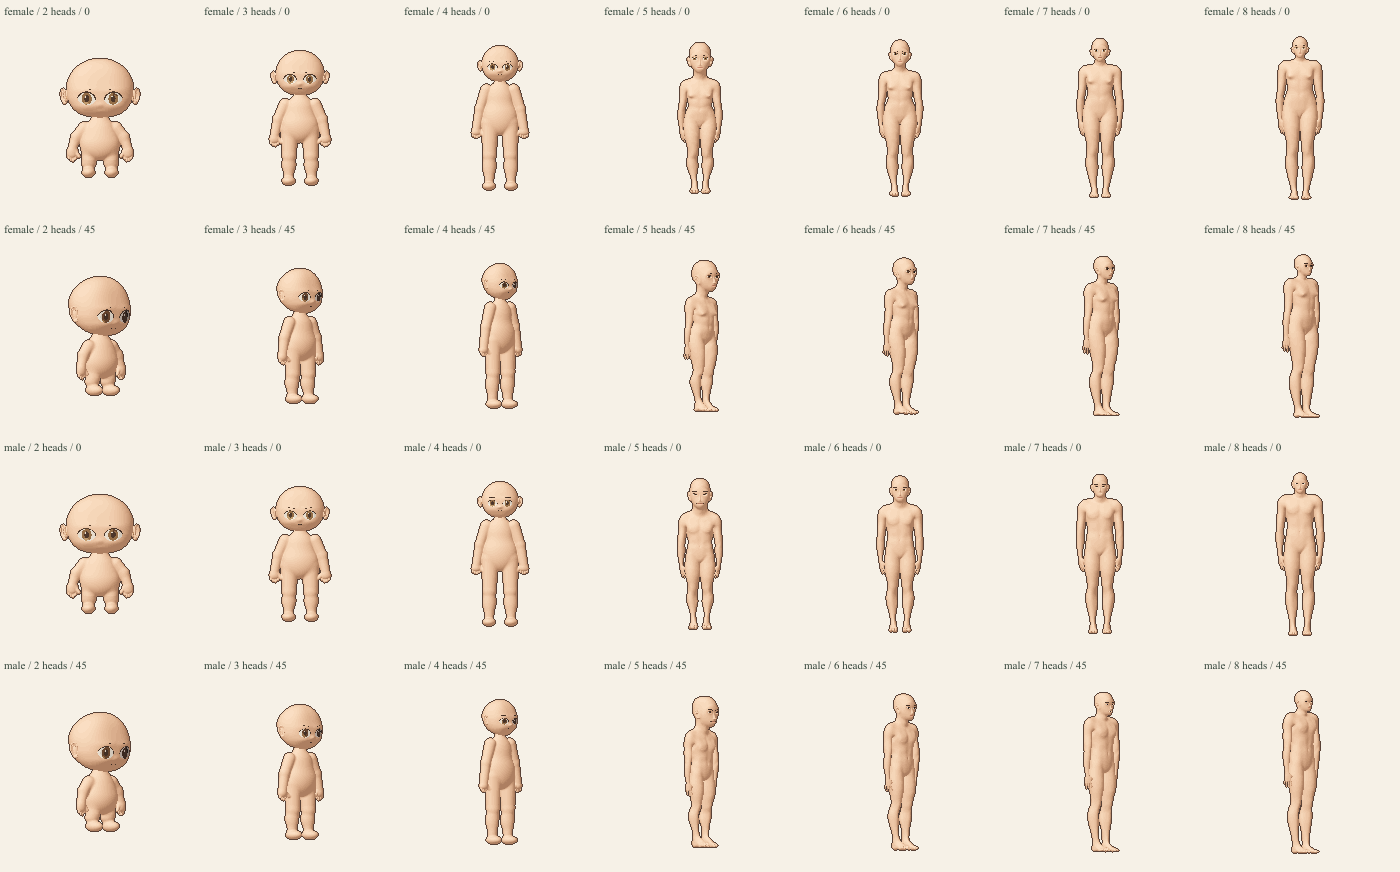 female / 2 heads / 0
female / 3 heads / 0
female / 4 heads / 0
female / 5 heads / 0
female / 6 heads / 0
female / 7 heads / 0
female / 8 heads / 0
female / 2 heads / 45
female / 3 heads / 45
female / 4 heads / 45
female / 5 heads / 45
female / 6 heads / 45
female / 7 heads / 45
female / 8 heads / 45
male / 2 heads / 0
male / 3 heads / 0
male / 4 heads / 0
male / 5 heads / 0
male / 6 heads / 0
male / 7 heads / 0
male / 8 heads / 0
male / 2 heads / 45
male / 3 heads / 45
male / 4 heads / 45
male / 5 heads / 45
male / 6 heads / 45
male / 7 heads / 45
male / 8 heads / 45